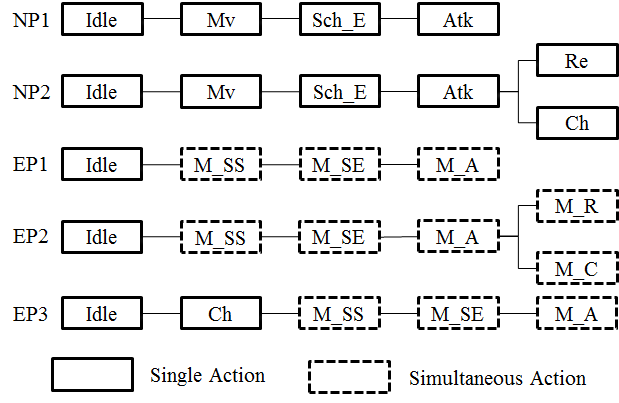 NP1 Idle Mv Sch_E Atk
Re
NP2 Idle Mv Sch_E Atk
Ch
EP1 Idle M_SS M_SE M_A
M_R
EP2 Idle M_SS M_SE M_A
M_C
EP3 Idle Ch M_SS M_SE M_A
Single Action Simultaneous Action